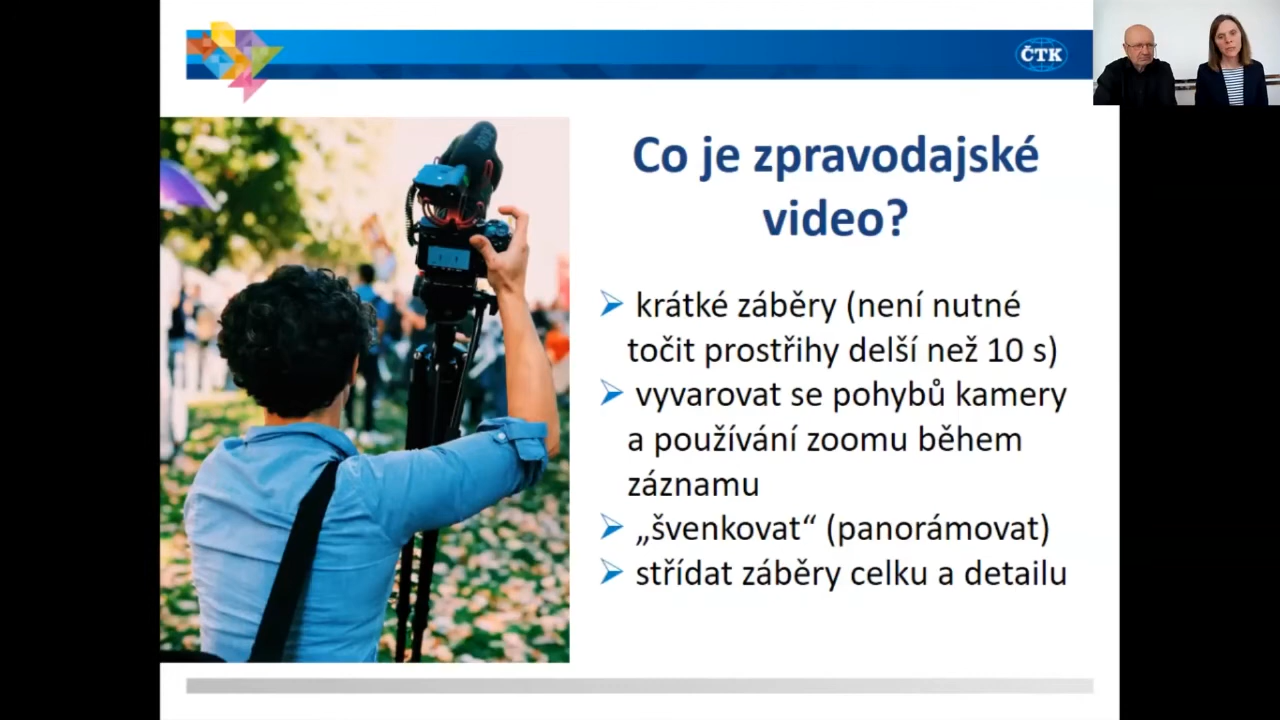 ČTK
Co je zpravodajské
video?
➢ krátké záběry (není nutné
točit prostřihy delší než 10 s)
➢ vyvarovat se pohybů kamery
a používání zoomu během
záznamu
➢ „švenkovat“ (panorámovat)
➢ střídat záběry celku a detailu